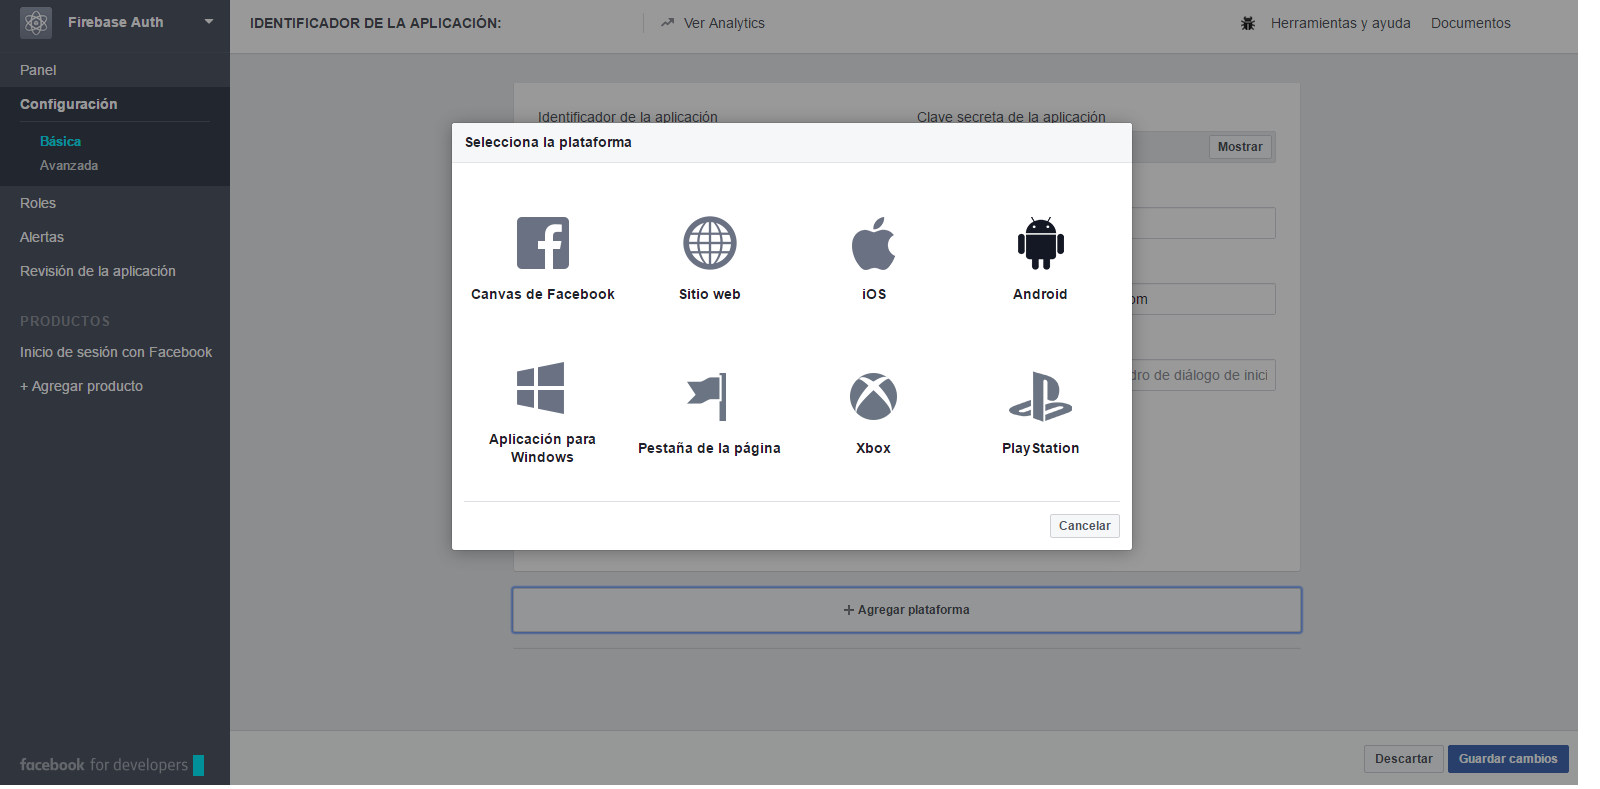 Firebase Auth
IDENTIFICADOR DE LA APLICACIÓN:
Ver Analytics
Herramientas y ayuda
Documentos
Panel
Configuración
Básica
Avanzada
Roles
Alertas
Revisión de la aplicación
PRODUCTOS
Inicio de sesión con Facebook
+ Agregar producto
facebook for developers
Identificador de la aplicación
Clave secreta de la aplicación
Mostrar
Selecciona la plataforma
Canvas de Facebook
Sitio web
iOS
Android
Aplicación para
Windows
Pestaña de la página
Xbox
PlayStation
Cancelar
de diálogo de inici
+ Agregar plataforma
Descartar
Guardar cambios